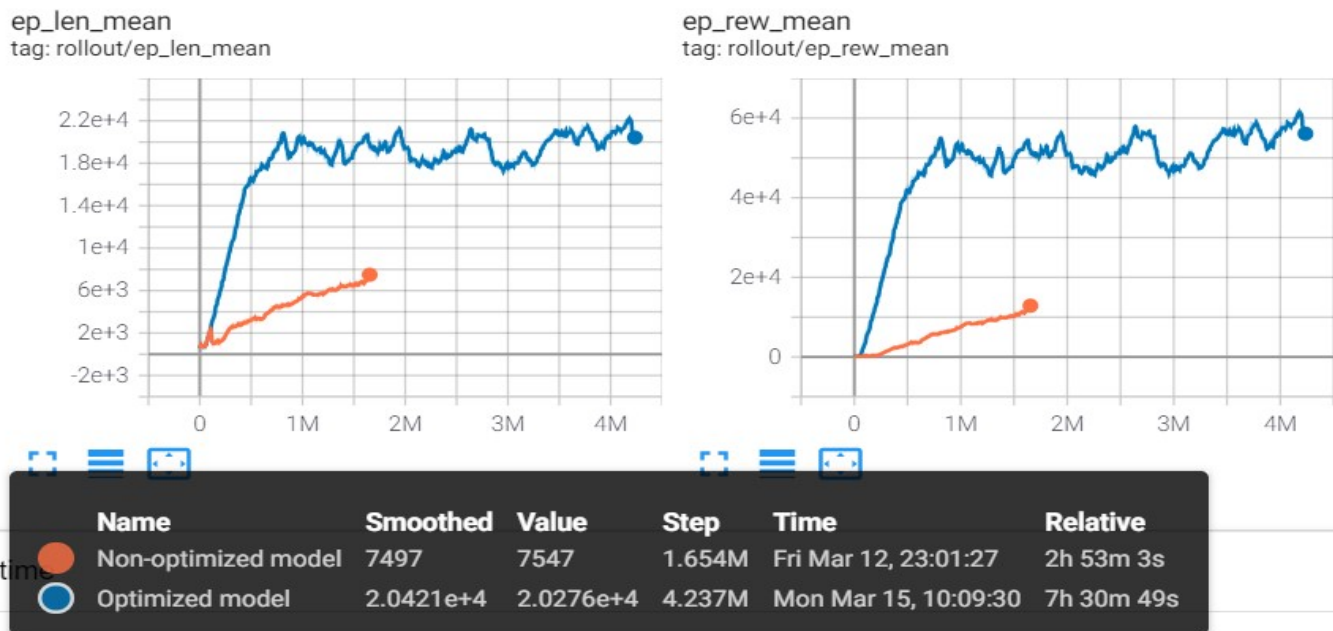 ep_len_mean
tag: rollout/ep_len_mean
2.2e+4
1.8e+4
1.4e+4
1e+4
6e+3
2e+3
-2e+3
0 1M 2M 3M 4M
ep_rew_mean
tag: rollout/ep_rew_mean
6e+4
4e+4
2e+4
0
0 1M 2M 3M 4M
Name Smoothed Value Step Time Relative
Non-optimized model 7497 7547 1.654M Fri Mar 12, 23:01:27 2h 53m 3s
time
Optimized model 2.0421e+4 2.0276e+4 4.237M Mon Mar 15, 10:09:30 7h 30m 49s